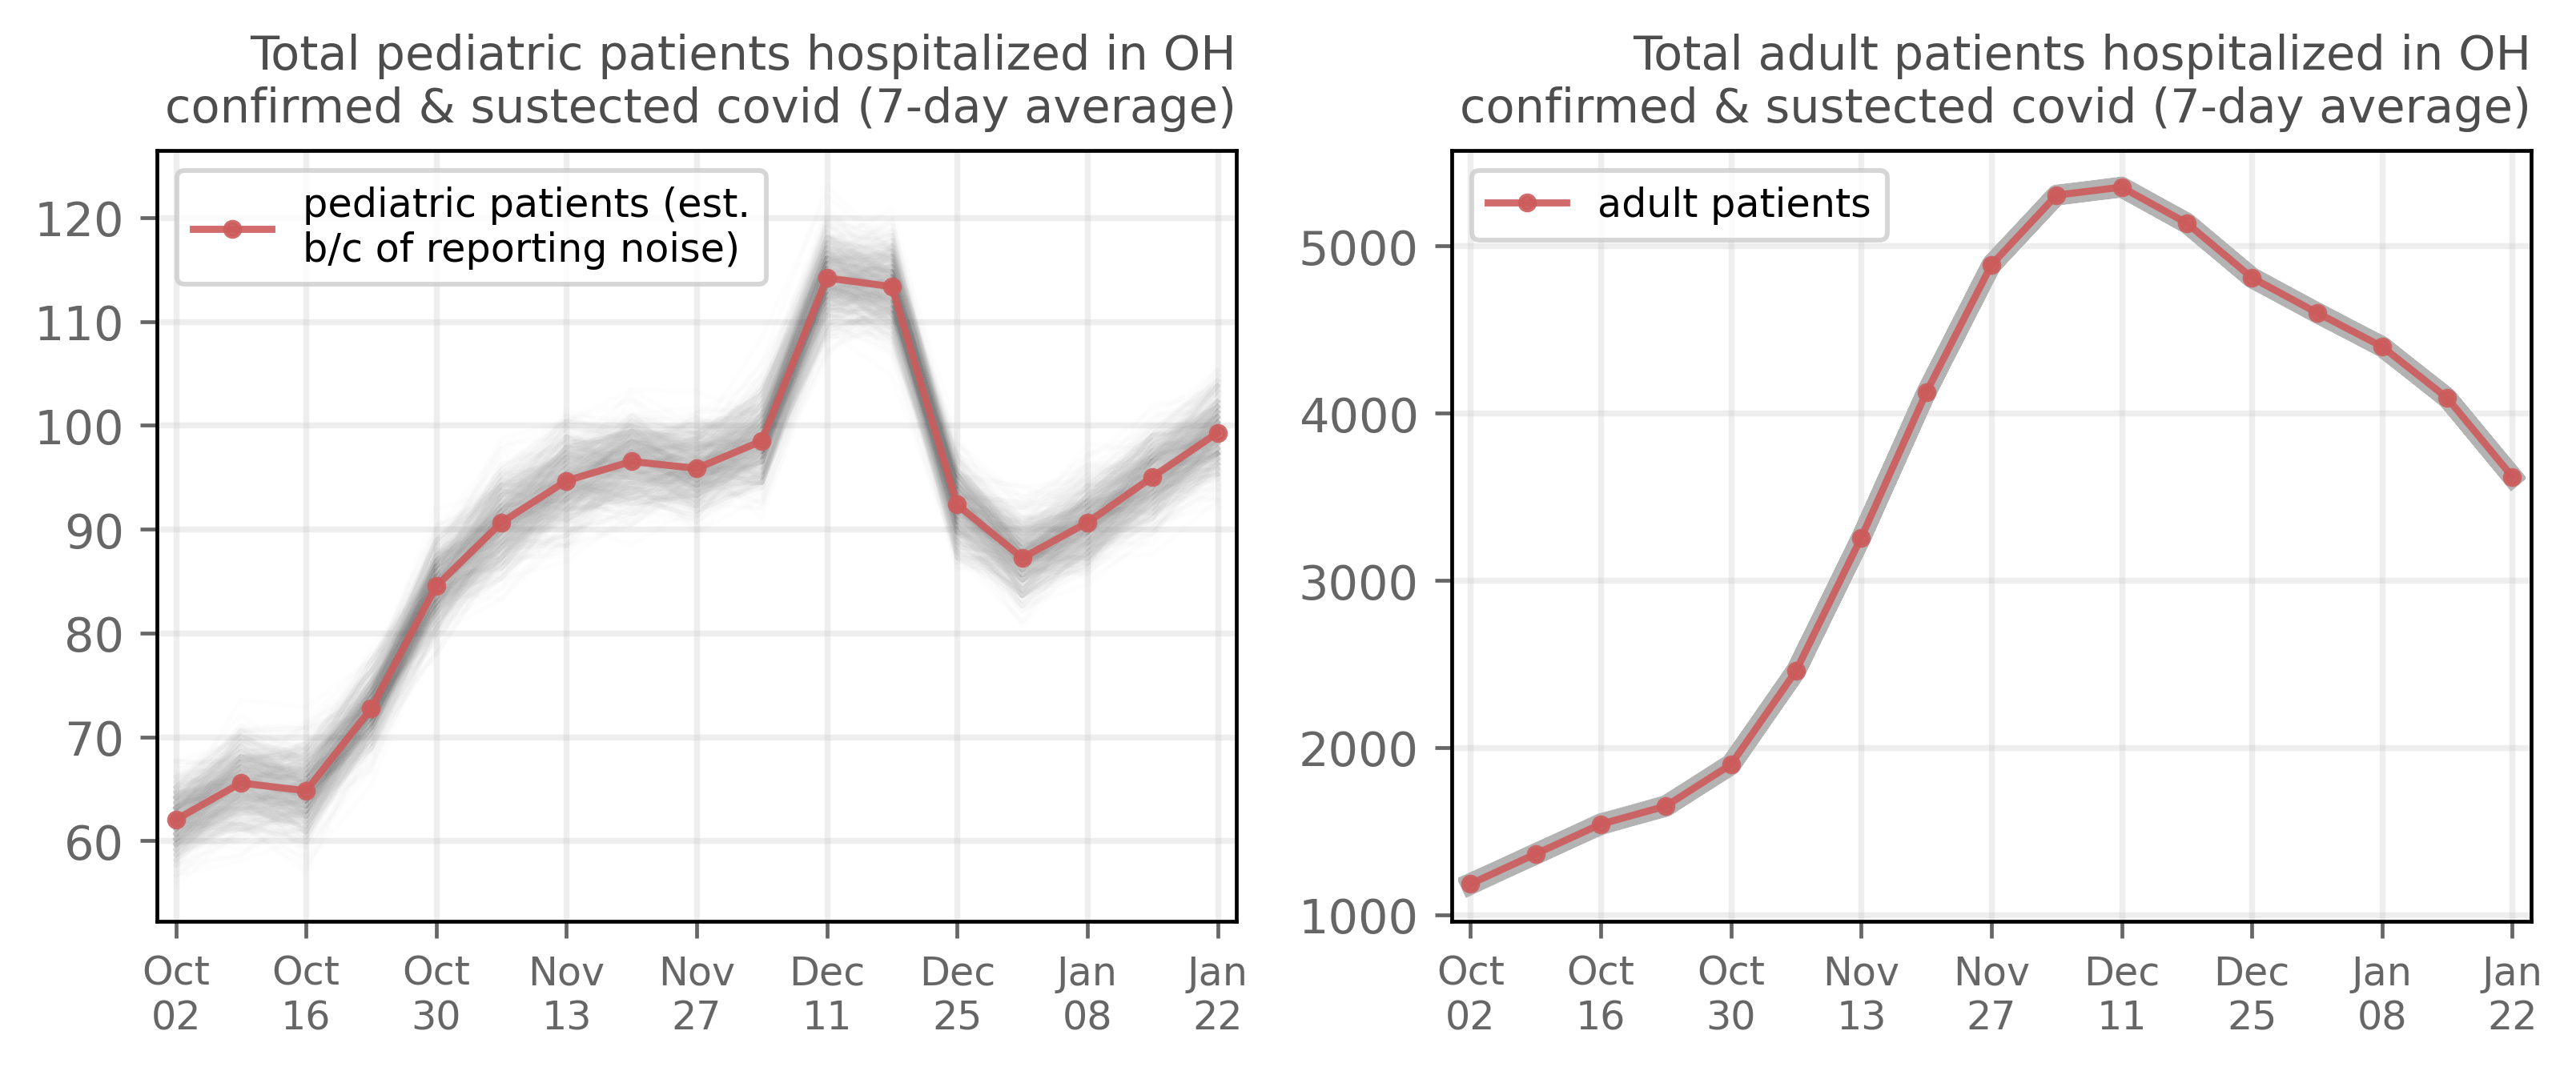 Total pediatric patients hospitalized in OH
confirmed & sustected covid (7-day average)
pediatric patients (est.
b/c of reporting noise)
120
110
100
90
80
70
60
Oct Oct Oct Nov Nov Dec Dec Jan Jan
02 16 30 13 27 11 25 08 22
Total adult patients hospitalized in OH
confirmed & sustected covid (7-day average)
adult patients
5000
4000
3000
2000
1000
Oct Oct Oct Nov Nov Dec Dec Jan Jan
02 16 30 13 27 11 25 08 22